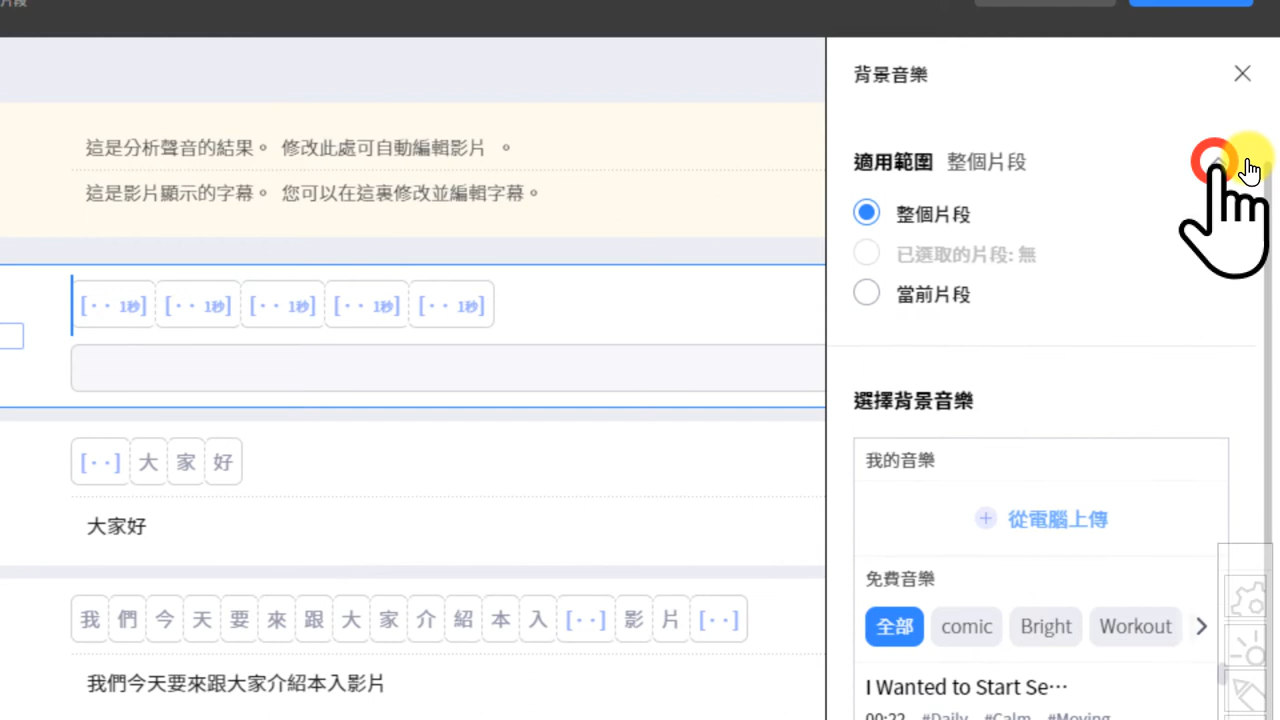 片段
背景音樂
這是分析聲音的結果。 修改此處可自動編輯影片 。
這是影片顯示的字幕。 您可以在這裏修改並編輯字幕。
適用範圍 整個片段
整個片段
已選取的片段: 無
當前片段
[·· 1秒] [·· 1秒] [·· 1秒] [·· 1秒] [·· 1秒]
選擇背景音樂
我的音樂
+ 從電腦上傳
[··] 大 家 好
大家好
免費音樂
全部 comic Bright Workout
我 們 今 天 要 來 跟 大 家 介 紹 本 入 [··] 影 片 [··]
我們今天要來跟大家介紹本入影片
I Wanted to Start Se···
00:22 #Daily #Calm #Moving